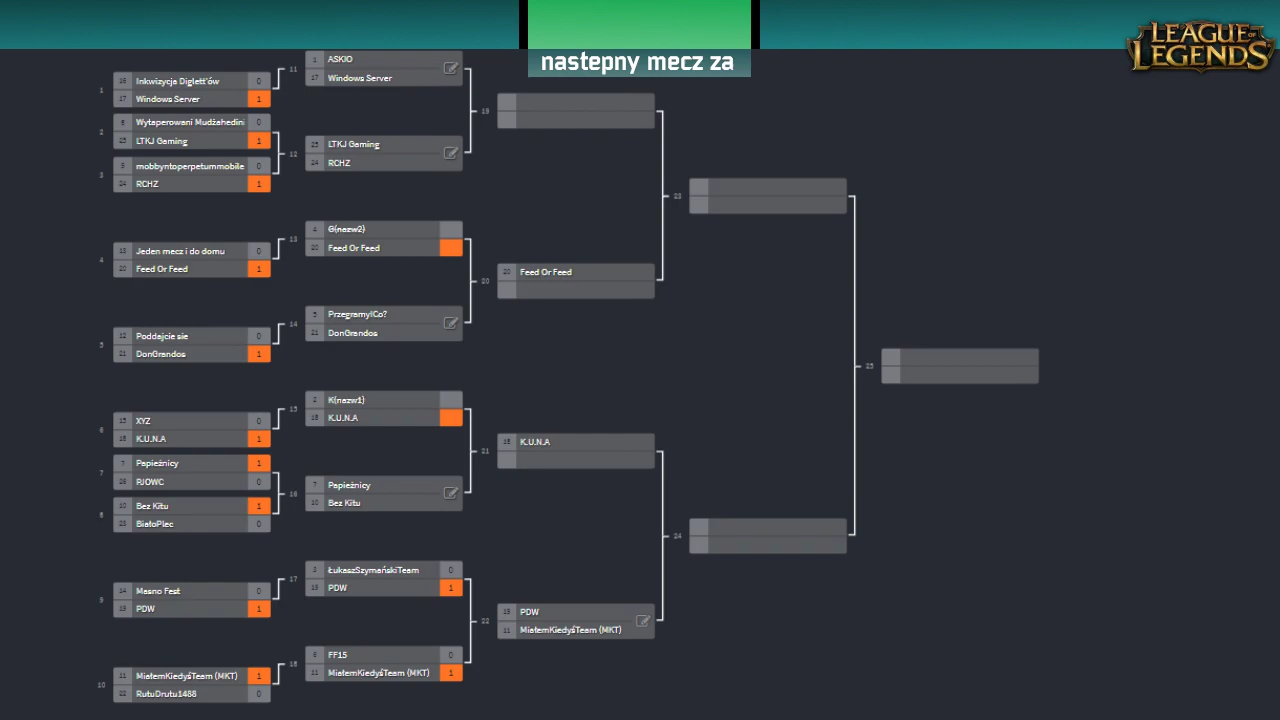 LEAGUE OF LEGENDS
następny mecz za
1
16 Inkwizycja Diglett'ów 0
17 Windows Server 1
2
Wytaperowani Mudżahedini 0
25 LTKJ Gaming 1
3
mobbyntoperpetummobile 0
24 RCHZ 1
4
13 Jeden mecz i do domu 0
20 Feed Or Feed 1
5
12 Poddajcie sie 0
21 DonGrandos 1
6
15 XYZ 0
18 K.U.N.A 1
7
7 Papieżnicy 1
26 PJOWC 0
8
10 Bez Kitu 1
23 BiałoPlec 0
9
14 Masno Fest 0
19 PDW 1
10
11 MiałemKiedyśTeam (MKT) 1
22 RutuDrutu1488 0
11
1 ASKIO
17 Windows Server
12
25 LTKJ Gaming
24 RCHZ
13
4 G(nazw2)
20 Feed Or Feed
14
5 PrzegramyICo?
21 DonGrandos
15
2 K(nazw1)
18 K.U.N.A
16
7 Papieżnicy
10 Bez Kitu
17
3 ŁukaszSzymańskiTeam 0
19 PDW 1
18
6 FF15 0
11 MiałemKiedyśTeam (MKT) 1
19
20
20 Feed Or Feed
21
18 K.U.N.A
22
19 PDW
11 MiałemKiedyśTeam (MKT)
23
24
25